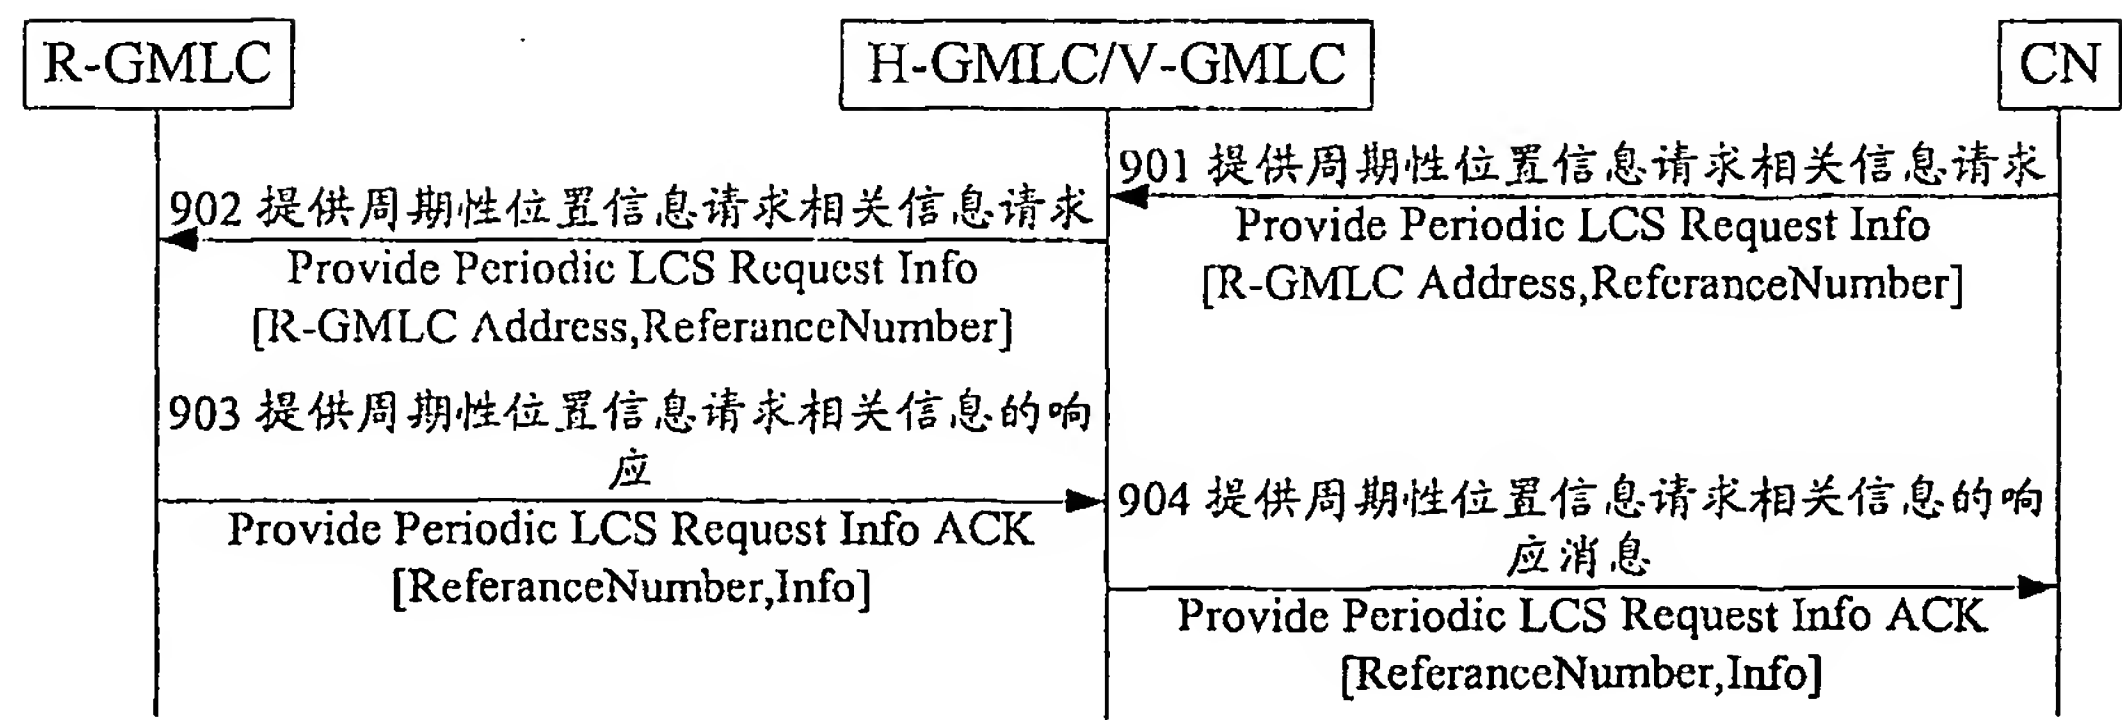 R-GMLC
H-GMLC/V-GMLC
CN
901 提供周期性位置信息请求相关信息请求
Provide Periodic LCS Request Info
[R-GMLC Address,ReferanceNumber]
902 提供周期性位置信息请求相关信息请求
Provide Periodic LCS Request Info
[R-GMLC Address,ReferanceNumber]
903 提供周期性位置信息请求相关信息的响
应
Provide Periodic LCS Request Info ACK
[ReferanceNumber,Info]
904 提供周期性位置信息请求相关信息的响
应消息
Provide Periodic LCS Request Info ACK
[ReferanceNumber,Info]